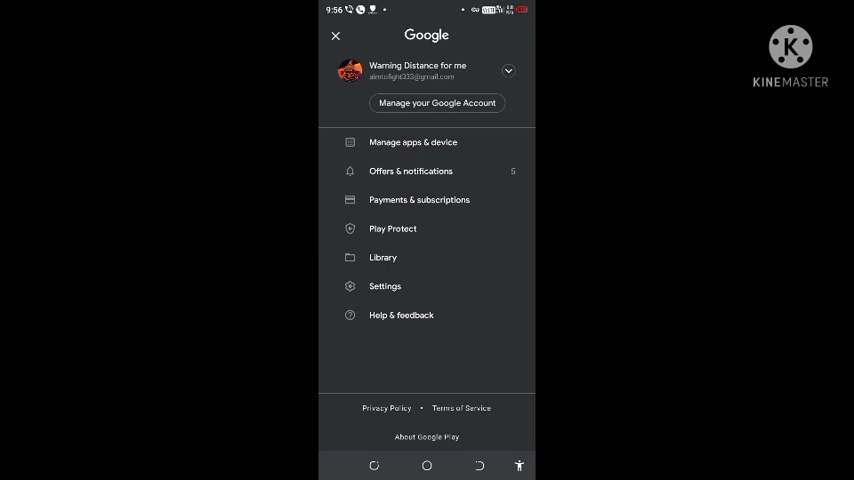 9:56
Google
Warning Distance for me
aimtoflight333@gmail.com
Manage your Google Account
Manage apps & device
Offers & notifications 5
Payments & subscriptions
Play Protect
Library
Settings
Help & feedback
Privacy Policy • Terms of Service
About Google Play
K
KINEMASTER